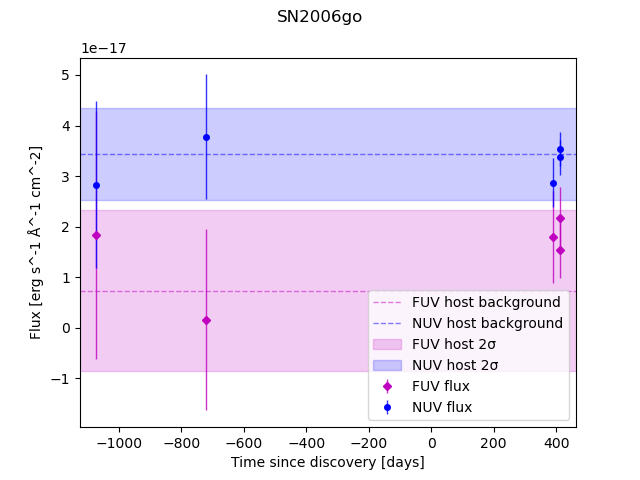 SN2006go
1e−17
5
4
3
2
1
0
−1
Flux [erg s^-1 Å^-1 cm^-2]
FUV host background
NUV host background
FUV host 2σ
NUV host 2σ
FUV flux
NUV flux
−1000 −800 −600 −400 −200 0 200 400
Time since discovery [days]